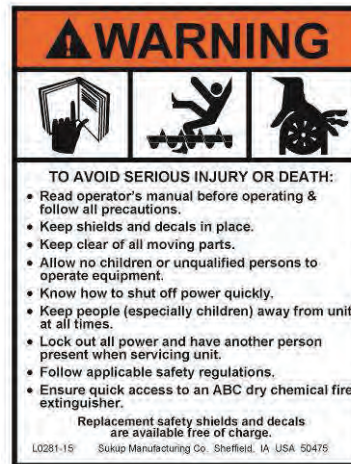 WARNING
TO AVOID SERIOUS INJURY OR DEATH:
• Read operator's manual before operating &
follow all precautions.
• Keep shields and decals in place.
• Keep clear of all moving parts.
• Allow no children or unqualified persons to
operate equipment.
• Know how to shut off power quickly.
• Keep people (especially children) away from unit
at all times.
• Lock out all power and have another person
present when servicing unit.
• Follow applicable safety regulations.
• Ensure quick access to an ABC dry chemical fire
extinguisher.
Replacement safety shields and decals
are available free of charge.
L0281-15 Sukup Manufacturing Co. Sheffield, IA USA 50475